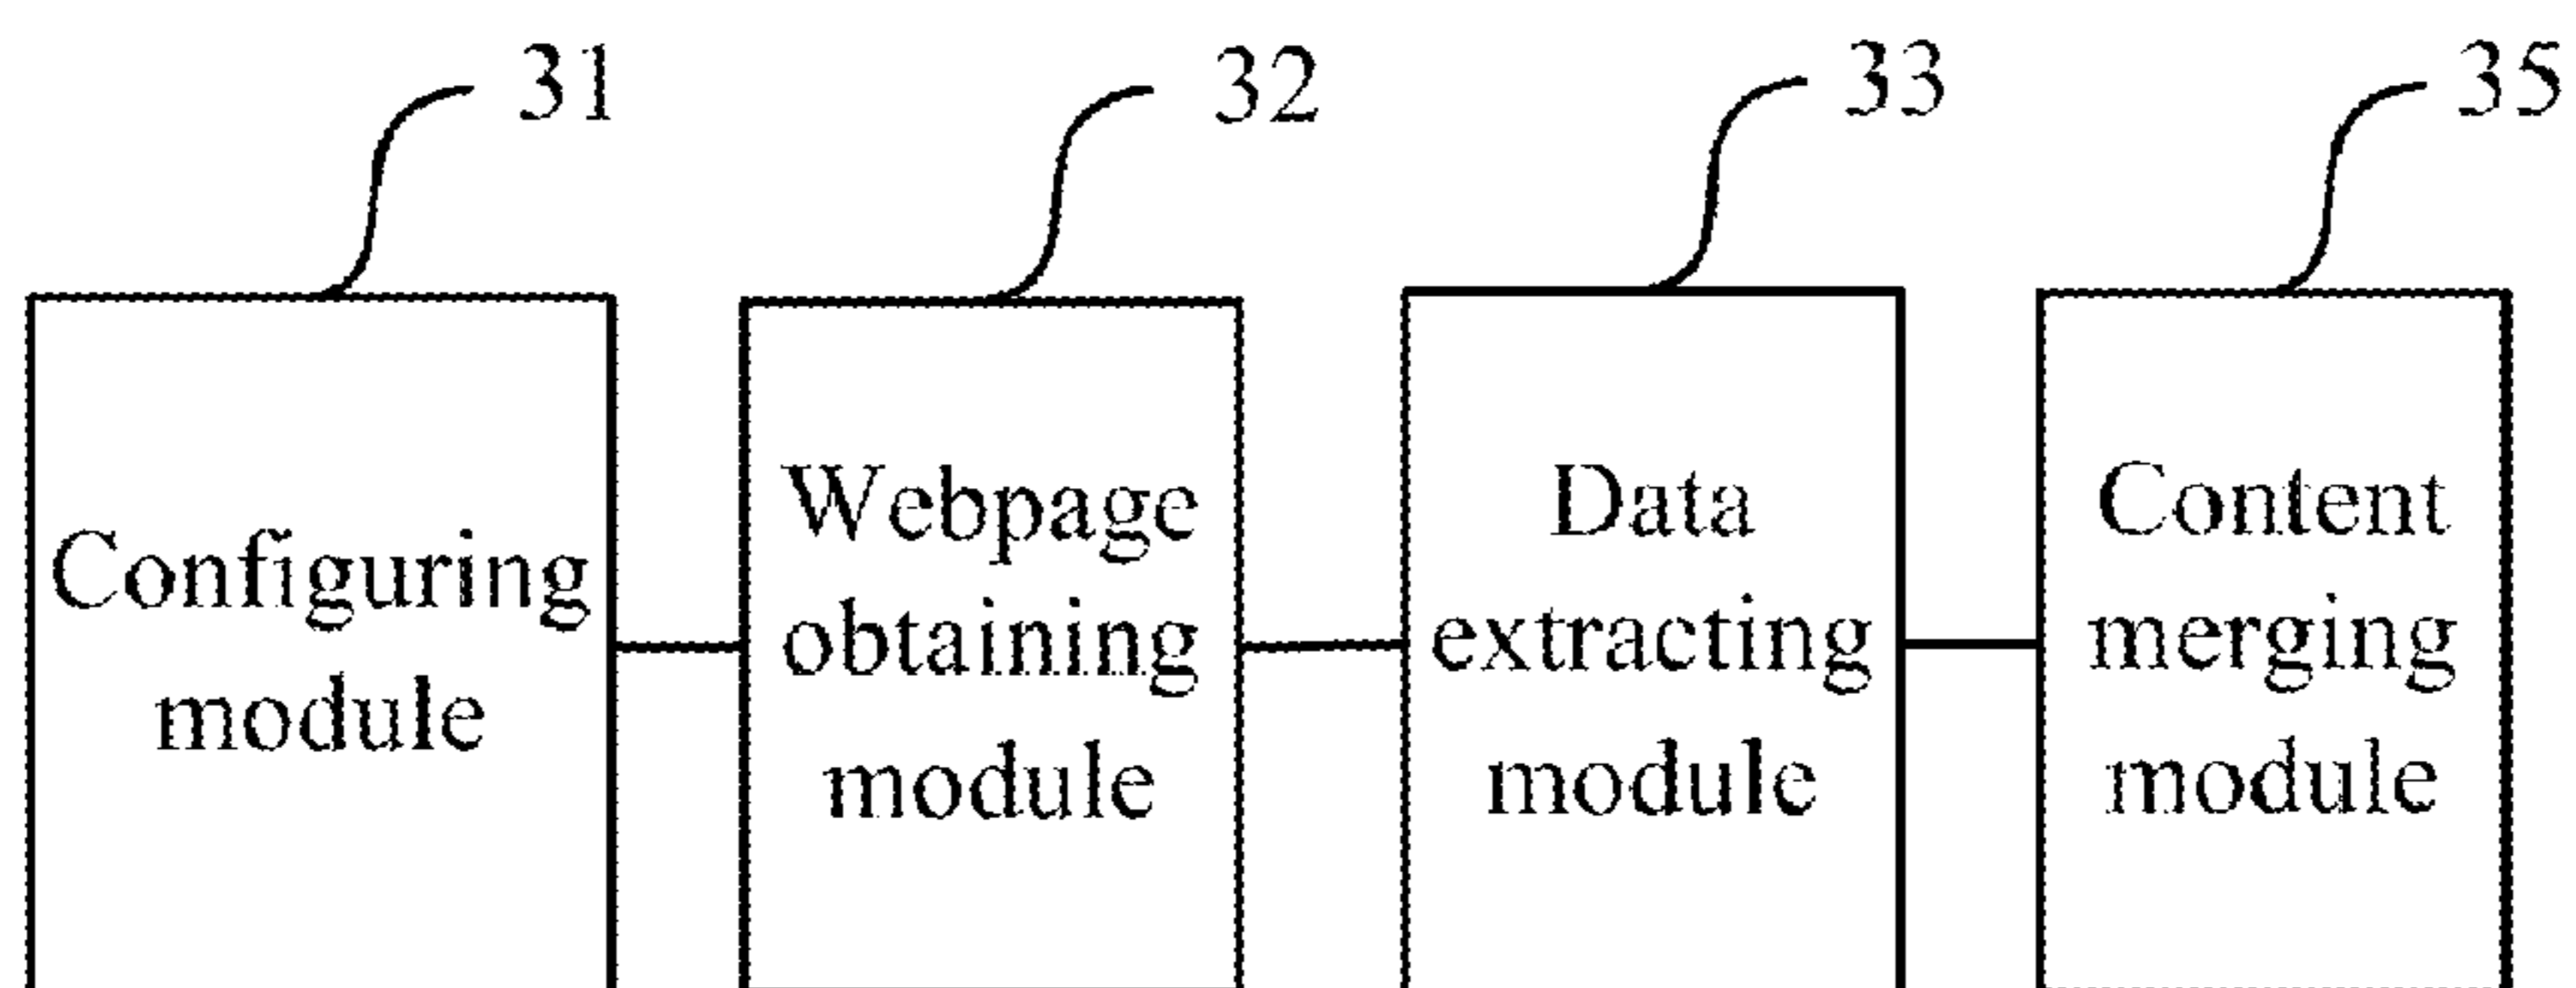 31
32
33
35
Configuring
module
Webpage
obtaining
module
Data
extracting
module
Content
merging
module